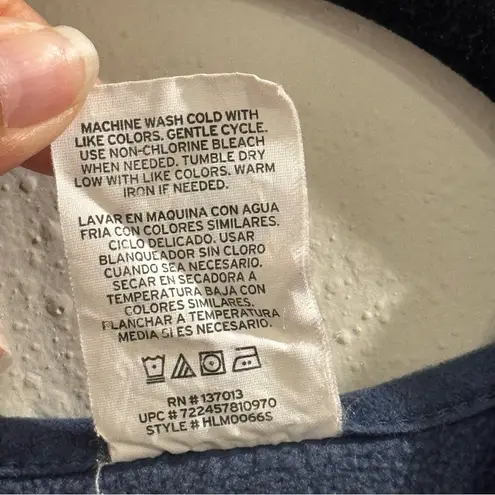 MACHINE WASH COLD WITH
LIKE COLORS. GENTLE CYCLE.
USE NON-CHLORINE BLEACH
WHEN NEEDED. TUMBLE DRY
LOW WITH LIKE COLORS. WARM
IRON IF NEEDED.
LAVAR EN MAQUINA CON AGUA
FRIA CON COLORES SIMILARES.
CICLO DELICADO. USAR
BLANQUEADOR SIN CLORO
CUANDO SEA NECESARIO.
SECAR EN SECADORA A
TEMPERATURA BAJA CON
COLORES SIMILARES.
PLANCHAR A TEMPERATURA
MEDIA SI ES NECESARIO.
RN # 137013
UPC # 722457810970
STYLE # HLM0066S